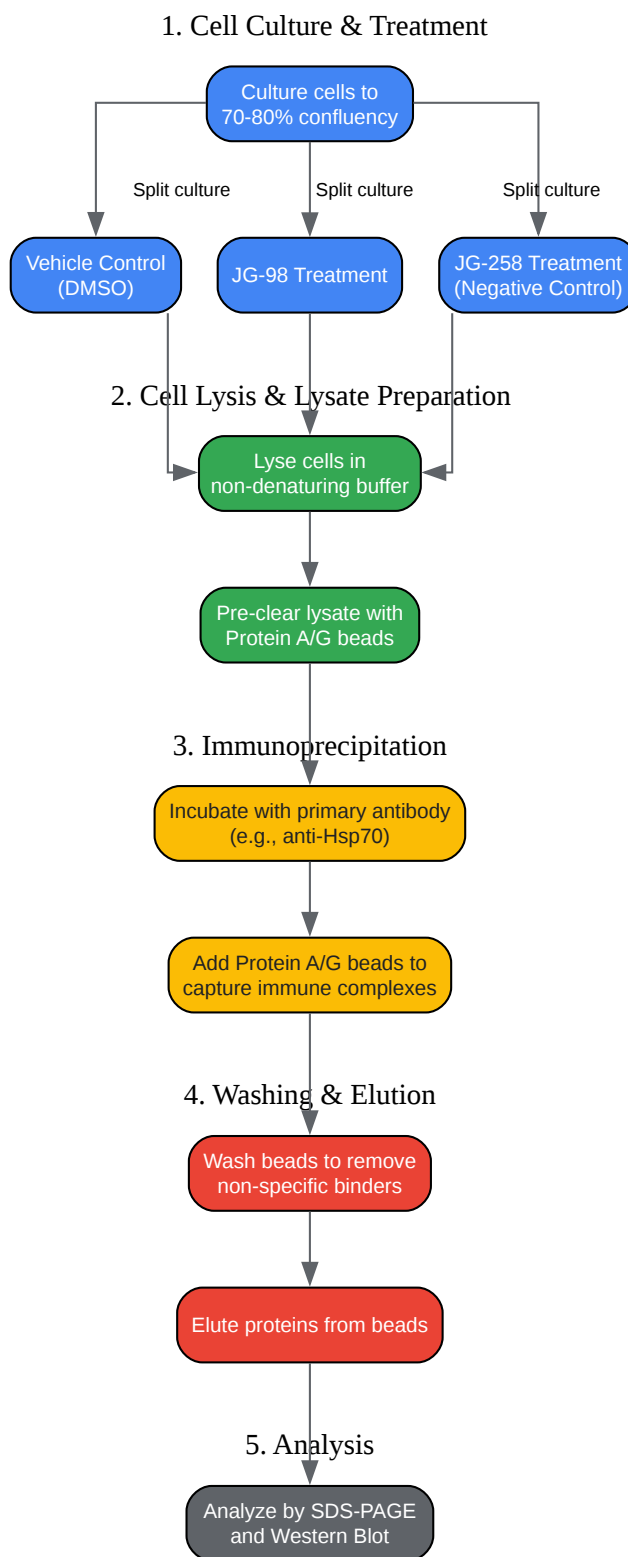 1. Cell Culture & Treatment
Culture cells to
70-80% confluency
Split culture
Split culture
Split culture
Vehicle Control
(DMSO)
JG-98 Treatment
JG-258 Treatment
(Negative Control)
2. Cell Lysis & Lysate Preparation
Lyse cells in
non-denaturing buffer
Pre-clear lysate with
Protein A/G beads
3. Immunoprecipitation
Incubate with primary antibody
(e.g., anti-Hsp70)
Add Protein A/G beads to
capture immune complexes
4. Washing & Elution
Wash beads to remove
non-specific binders
Elute proteins from beads
5. Analysis
Analyze by SDS-PAGE
and Western Blot